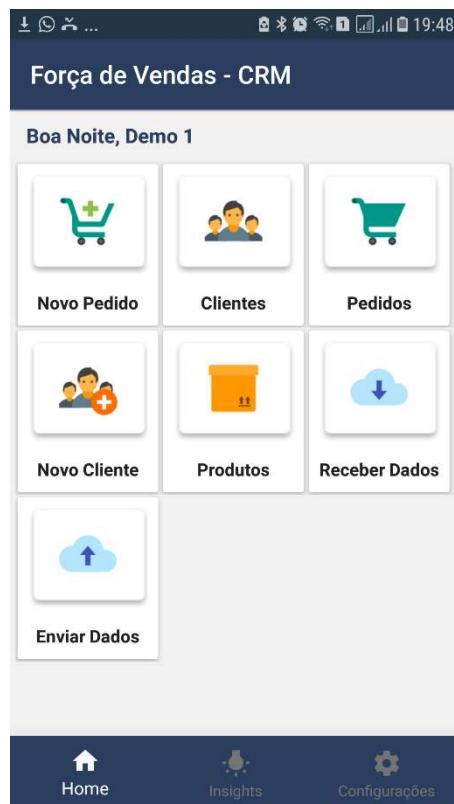 ... 1 19:48
Força de Vendas - CRM
Boa Noite, Demo 1
Novo Pedido Clientes Pedidos
Novo Cliente Produtos Receber Dados
Enviar Dados
Home Insights Configurações